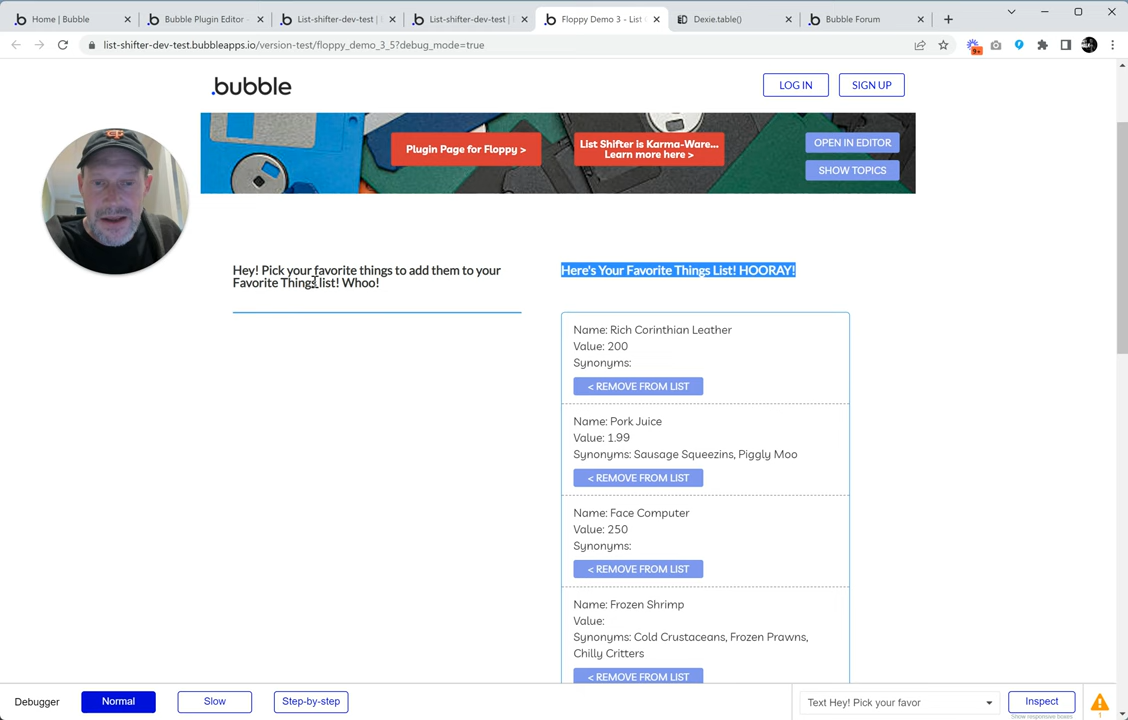 Home | Bubble
Bubble Plugin Editor -
List-shifter-dev-test |
List-shifter-dev-test |
Floppy Demo 3 - List
Dexie.table()
Bubble Forum
list-shifter-dev-test.bubbleapps.io/version-test/floppy_demo_3_5?debug_mode=true
9+
.bubble
LOG IN
SIGN UP
Plugin Page for Floppy >
List Shifter is Karma-Ware...
Learn more here >
OPEN IN EDITOR
SHOW TOPICS
Hey! Pick your favorite things to add them to your
Favorite Things list! Whoo!
Here's Your Favorite Things List! HOORAY!
Name: Rich Corinthian Leather
Value: 200
Synonyms:
< REMOVE FROM LIST
Name: Pork Juice
Value: 1.99
Synonyms: Sausage Squeezins, Piggly Moo
< REMOVE FROM LIST
Name: Face Computer
Value: 250
Synonyms:
< REMOVE FROM LIST
Name: Frozen Shrimp
Value:
Synonyms: Cold Crustaceans, Frozen Prawns,
Chilly Critters
< REMOVE FROM LIST
Debugger
Normal
Slow
Step-by-step
Text Hey! Pick your favor
Inspect
Show responsive boxes
1